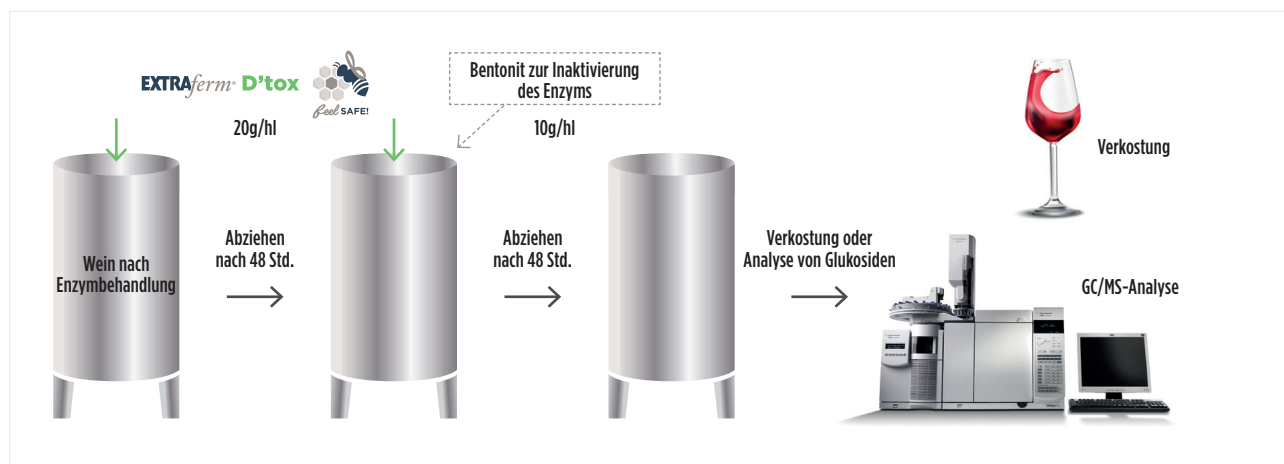 EXTRAferm® D'tox
feel SAFE!
20g/hl
Bentonit zur Inaktivierung
des Enzyms
10g/hl
Verkostung
Wein nach
Enzymbehandlung
Abziehen
nach 48 Std.
Abziehen
nach 48 Std.
Verkostung oder
Analyse von Glukosiden
GC/MS-Analyse